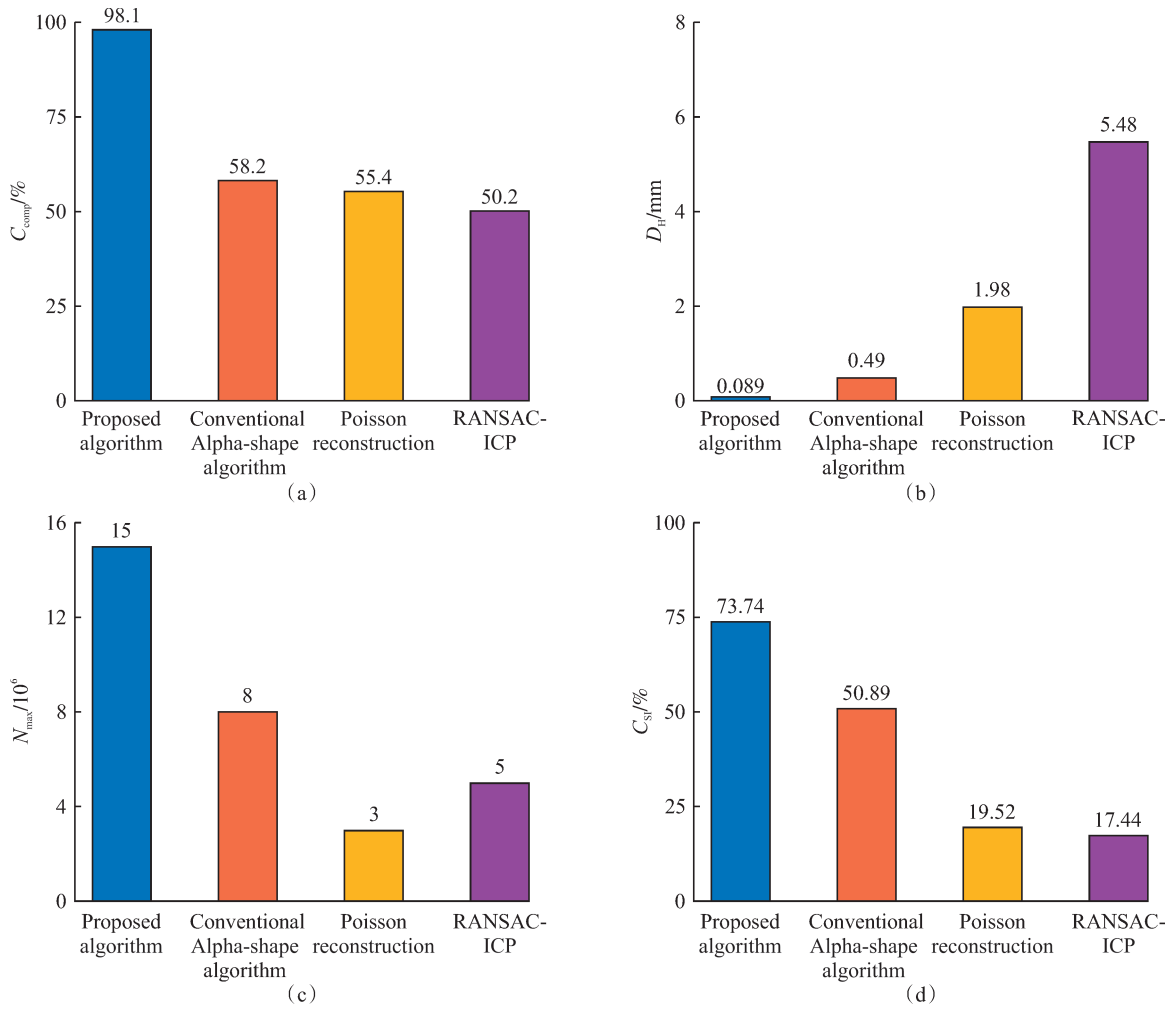 98.1
58.2
55.4
50.2
100
75
50
25
0
C_comp/%
Proposed algorithm
Conventional Alpha-shape algorithm
Poisson reconstruction
RANSAC-ICP
(a)
8
6
4
2
0
D_H/mm
0.089
0.49
1.98
5.48
Proposed algorithm
Conventional Alpha-shape algorithm
Poisson reconstruction
RANSAC-ICP
(b)
16
12
8
4
0
N_max/10^6
15
8
3
5
Proposed algorithm
Conventional Alpha-shape algorithm
Poisson reconstruction
RANSAC-ICP
(c)
100
75
50
25
0
C_SI/%
73.74
50.89
19.52
17.44
Proposed algorithm
Conventional Alpha-shape algorithm
Poisson reconstruction
RANSAC-ICP
(d)